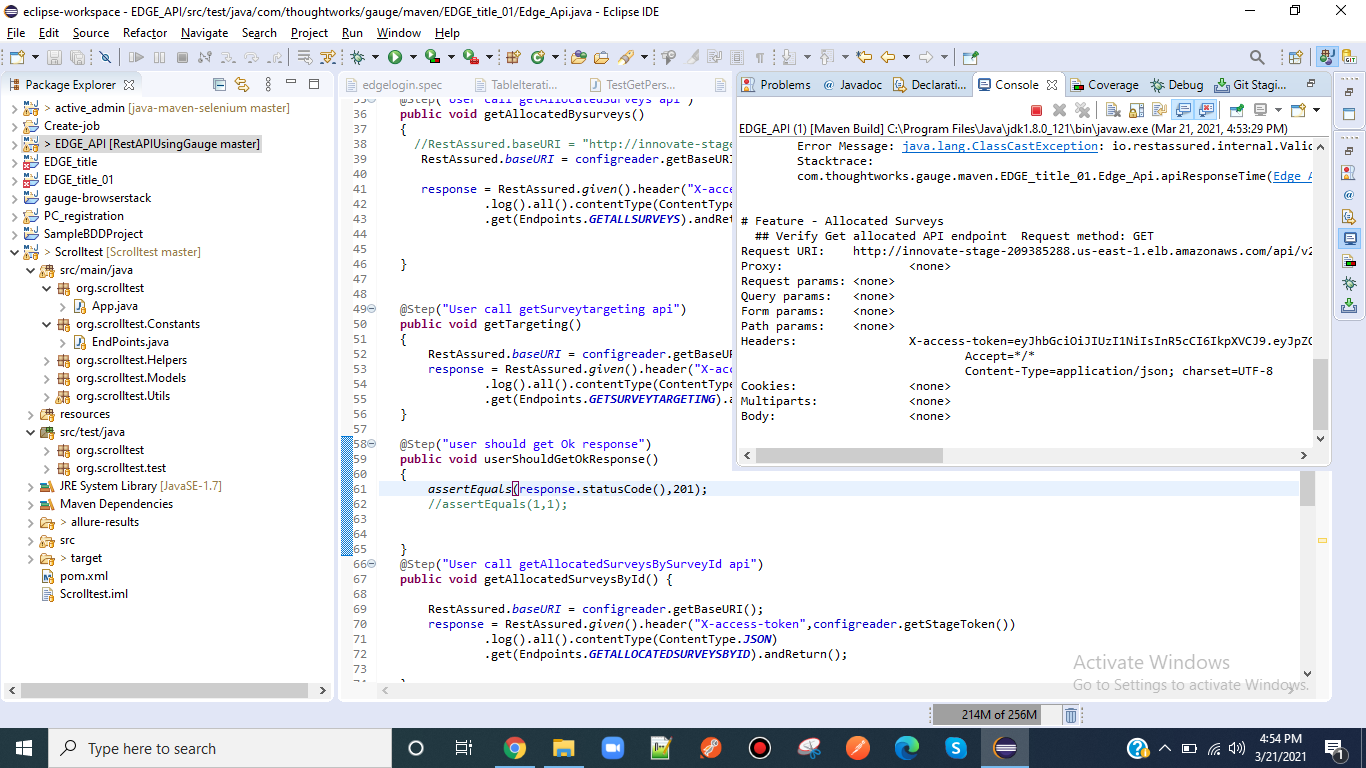 eclipse-workspace - EDGE_API/src/test/java/com/thoughtworks/gauge/maven/EDGE_title_01/Edge_Api.java - Eclipse IDE
File Edit Source Refactor Navigate Search Project Run Window Help
Package Explorer
> active_admin [java-maven-selenium master]
Create-job
> EDGE_API [RestAPIUsingGauge master]
EDGE_title
EDGE_title_01
gauge-browserstack
PC_registration
SampleBDDProject
> Scrolltest [Scrolltest master]
src/main/java
org.scrolltest
App.java
org.scrolltest.Constants
EndPoints.java
org.scrolltest.Helpers
org.scrolltest.Models
org.scrolltest.Utils
resources
src/test/java
org.scrolltest
org.scrolltest.test
JRE System Library [JavaSE-1.7]
Maven Dependencies
> allure-results
src
> target
pom.xml
Scrolltest.iml
edgelogin.spec TableIterati... TestGetPers...
35 @Step("User call getAllocatedSurveys api")
36 public void getAllocatedBysurveys()
37 {
38 //RestAssured.baseURI = "http://innovate-stage
39 RestAssured.baseURI = configreader.getBaseURI
40
41 response = RestAssured.given().header("X-acce
42 .log().all().contentType(ContentType
43 .get(Endpoints.GETALLSURVEYS).andRet
44
45
46 }
47
48
49 @Step("User call getSurveytargeting api")
50 public void getTargeting()
51 {
52 RestAssured.baseURI = configreader.getBaseUR
53 response = RestAssured.given().header("X-acc
54 .log().all().contentType(ContentType
55 .get(Endpoints.GETSURVEYTARGETING).a
56 }
57
58 @Step("user should get Ok response")
59 public void userShouldGetOkResponse()
60 {
61 assertEquals(response.statusCode(),201);
62 //assertEquals(1,1);
63
64
65 }
66 @Step("User call getAllocatedSurveysBySurveyId api")
67 public void getAllocatedSurveysById() {
68
69 RestAssured.baseURI = configreader.getBaseURI();
70 response = RestAssured.given().header("X-access-token",configreader.getStageToken())
71 .log().all().contentType(ContentType.JSON)
72 .get(Endpoints.GETALLOCATEDSURVEYSBYID).andReturn();
73
74 }
Problems @ Javadoc Declarati... Console Coverage Debug Git Stagi...
EDGE_API (1) [Maven Build] C:\Program Files\Java\jdk1.8.0_121\bin\javaw.exe (Mar 21, 2021, 4:53:29 PM)
Error Message: java.lang.ClassCastException: io.restassured.internal.Valid
Stacktrace:
com.thoughtworks.gauge.maven.EDGE_title_01.Edge_Api.apiResponseTime(Edge_A
# Feature - Allocated Surveys
## Verify Get allocated API endpoint Request method: GET
Request URI: http://innovate-stage-209385288.us-east-1.elb.amazonaws.com/api/v2
Proxy: <none>
Request params: <none>
Query params: <none>
Form params: <none>
Path params: <none>
Headers: X-access-token=eyJhbGciOiJIUzI1NiIsInR5cCI6IkpXVCJ9.eyJpZC
Accept=*/*
Content-Type=application/json; charset=UTF-8
Cookies: <none>
Multiparts: <none>
Body: <none>
Activate Windows
Go to Settings to activate Windows.
214M of 256M
Type here to search
4:54 PM
3/21/2021
1